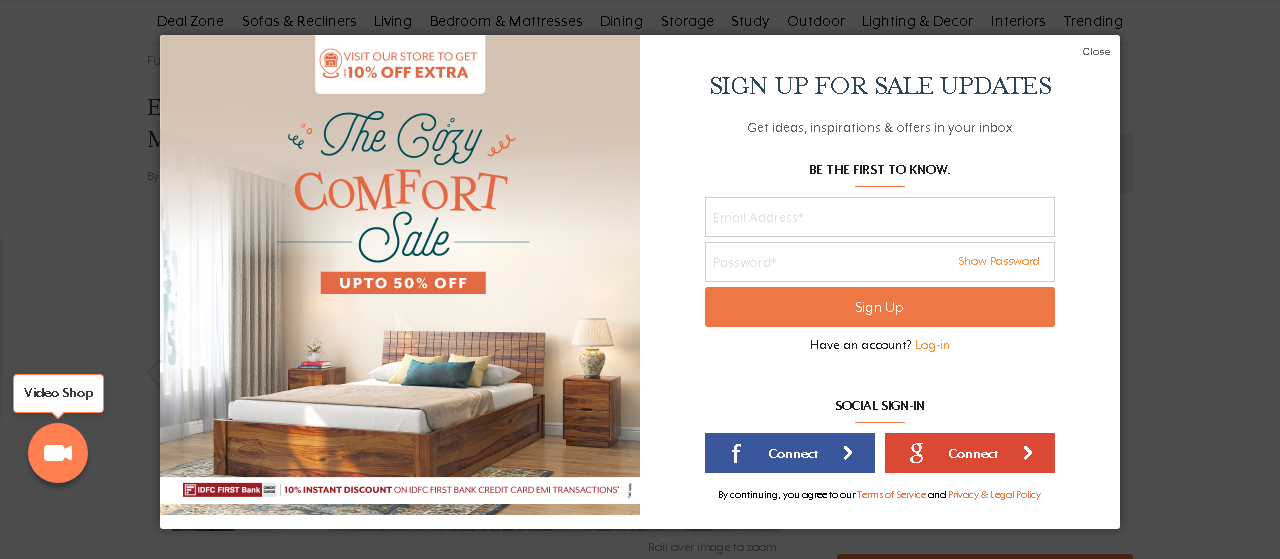 Deal Zone Sofas & Recliners Living Bedroom & Mattresses Dining Storage Study Outdoor Lighting & Decor Interiors Trending
Fu
E
M
By
Close
VISIT OUR STORE TO GET
10% OFF EXTRA
The Cozy
COMFORT
Sale
UPTO 50% OFF
IDFC FIRST Bank CREDIT CARD 10% INSTANT DISCOUNT ON IDFC FIRST BANK CREDIT CARD EMI TRANSACTIONS*
SIGN UP FOR SALE UPDATES
Get ideas, inspirations & offers in your inbox
BE THE FIRST TO KNOW.
Email Address*
Password* Show Password
Sign Up
Have an account? Log-in
SOCIAL SIGN-IN
f Connect g Connect
By continuing, you agree to our Terms of Service and Privacy & Legal Policy
Video Shop
Roll over image to zoom